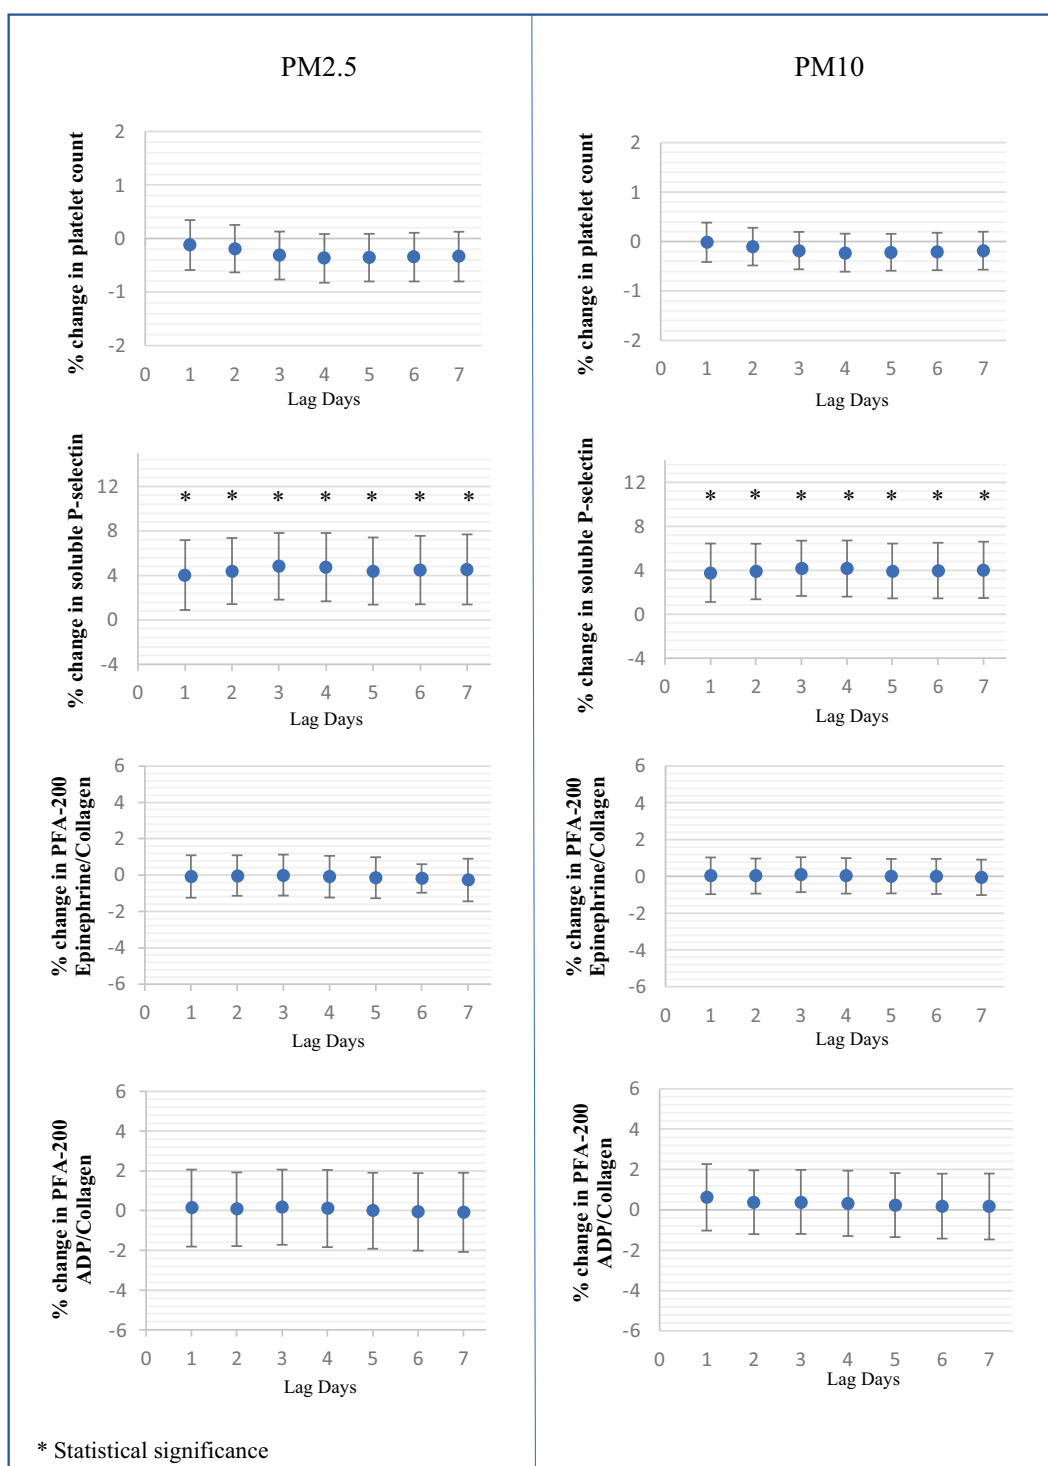 PM2.5
% change in platelet count
2
1
0
-1
-2
0 1 2 3 4 5 6 7
Lag Days
% change in soluble P-selectin
12
8
4
0
-4
* * * * * * *
0 1 2 3 4 5 6 7
Lag Days
% change in PFA-200
Epinephrine/Collagen
6
4
2
0
-2
-4
-6
0 1 2 3 4 5 6 7
Lag Days
% change in PFA-200
ADP/Collagen
6
4
2
0
-2
-4
-6
0 1 2 3 4 5 6 7
Lag Days
* Statistical significance
PM10
% change in platelet count
2
1
0
-1
-2
0 1 2 3 4 5 6 7
Lag Days
% change in soluble P-selectin
12
8
4
0
-4
* * * * * * *
0 1 2 3 4 5 6 7
Lag Days
% change in PFA-200
Epinephrine/Collagen
6
4
2
0
-2
-4
-6
0 1 2 3 4 5 6 7
Lag Days
% change in PFA-200
ADP/Collagen
6
4
2
0
-2
-4
-6
0 1 2 3 4 5 6 7
Lag Days